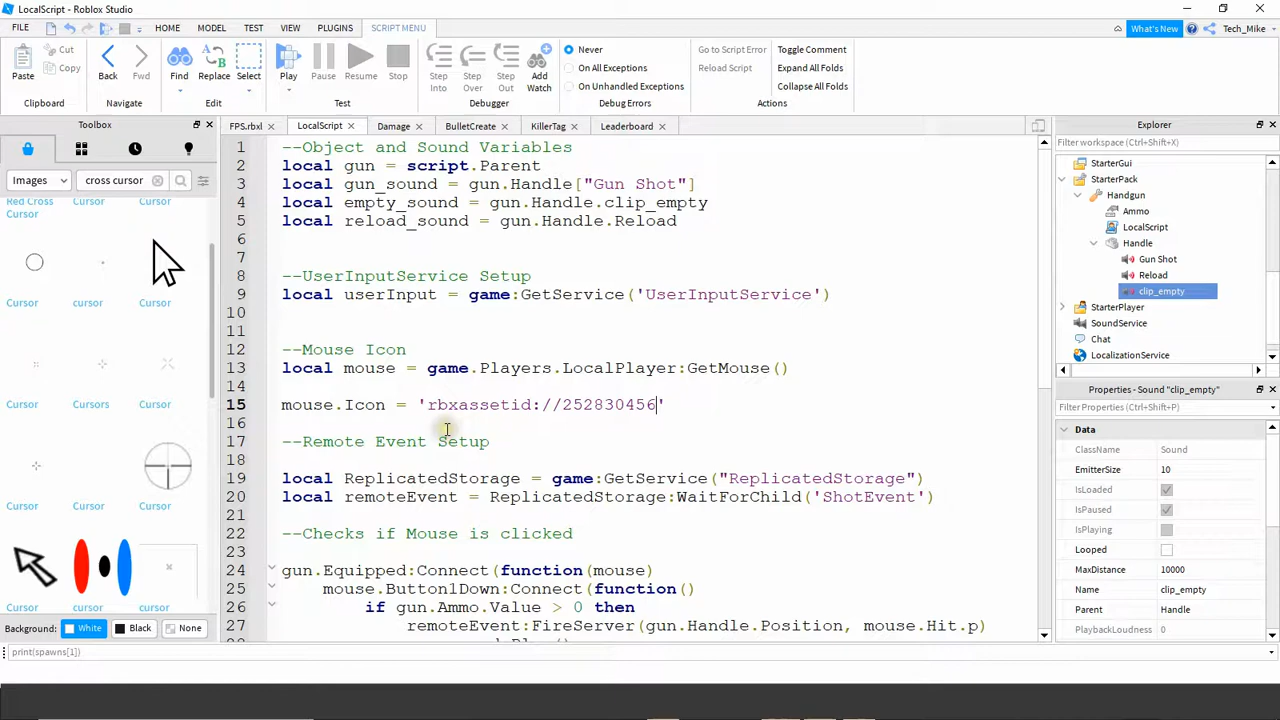 LocalScript - Roblox Studio
FILE HOME MODEL TEST VIEW PLUGINS SCRIPT MENU What's New Tech_Mike
Paste Cut Copy Back Fwd Find Replace Select Play Pause Resume Stop Step Into Step Over Step Out Add Watch
Never
On All Exceptions
On Unhandled Exceptions
Go to Script Error
Reload Script
Toggle Comment
Expand All Folds
Collapse All Folds
Clipboard Navigate Edit Test Debugger Debug Errors Actions
Toolbox
Images cross cursor
Red Cross Cursor Cursor Cursor
Cursor cursor Cursor
Cursor Cursors Cursor
Cursor Cursors Cursor
Cursor cursor cursor
Background: White Black None
FPS.rbxl LocalScript Damage BulletCreate KillerTag Leaderboard
1 --Object and Sound Variables
2 local gun = script.Parent
3 local gun_sound = gun.Handle["Gun Shot"]
4 local empty_sound = gun.Handle.clip_empty
5 local reload_sound = gun.Handle.Reload
6
7
8 --UserInputService Setup
9 local userInput = game:GetService('UserInputService')
10
11
12 --Mouse Icon
13 local mouse = game.Players.LocalPlayer:GetMouse()
14
15 mouse.Icon = 'rbxassetid://252830456'
16
17 --Remote Event Setup
18
19 local ReplicatedStorage = game:GetService("ReplicatedStorage")
20 local remoteEvent = ReplicatedStorage:WaitForChild('ShotEvent')
21
22 --Checks if Mouse is clicked
23
24 gun.Equipped:Connect(function(mouse)
25 mouse.Button1Down:Connect(function()
26 if gun.Ammo.Value > 0 then
27 remoteEvent:FireServer(gun.Handle.Position, mouse.Hit.p)
Explorer
Filter workspace (Ctrl+Shift+X)
StarterGui
StarterPack
Handgun
Ammo
LocalScript
Handle
Gun Shot
Reload
clip_empty
StarterPlayer
SoundService
Chat
LocalizationService
Properties - Sound "clip_empty"
Filter Properties (Ctrl+Shift+P)
Data
ClassName Sound
EmitterSize 10
IsLoaded
IsPaused
IsPlaying
Looped
MaxDistance 10000
Name clip_empty
Parent Handle
PlaybackLoudness 0
print(spawns[1])